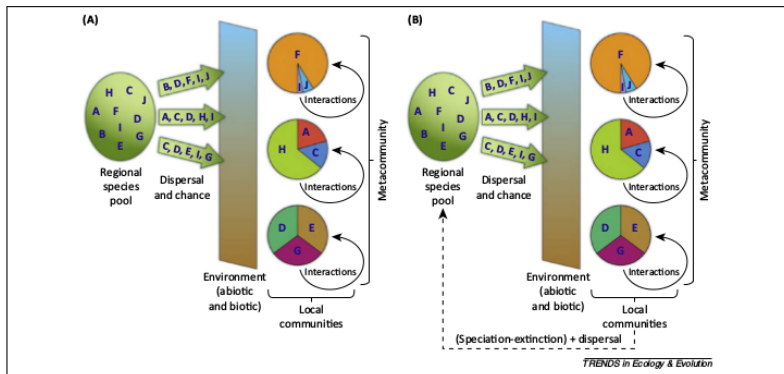 (A)
H C J
A F D
I
B G
E
Regional
species
pool
B, D, F, I, J
A, C, D, H, I
C, D, E, I, G
Dispersal
and chance
Environment
(abiotic
and biotic)
F
I J
Interactions
A
H
C
Interactions
D E
G
Interactions
Local
communities
Metacommunity
(B)
H C J
A F D
I
B G
E
Regional
species
pool
B, D, F, I, J
A, C, D, H, I
C, D, E, I, G
Dispersal
and chance
Environment
(abiotic
and biotic)
F
I J
Interactions
A
H
C
Interactions
D E
G
Interactions
Local
communities
Metacommunity
(Speciation-extinction) + dispersal
TRENDS in Ecology & Evolution